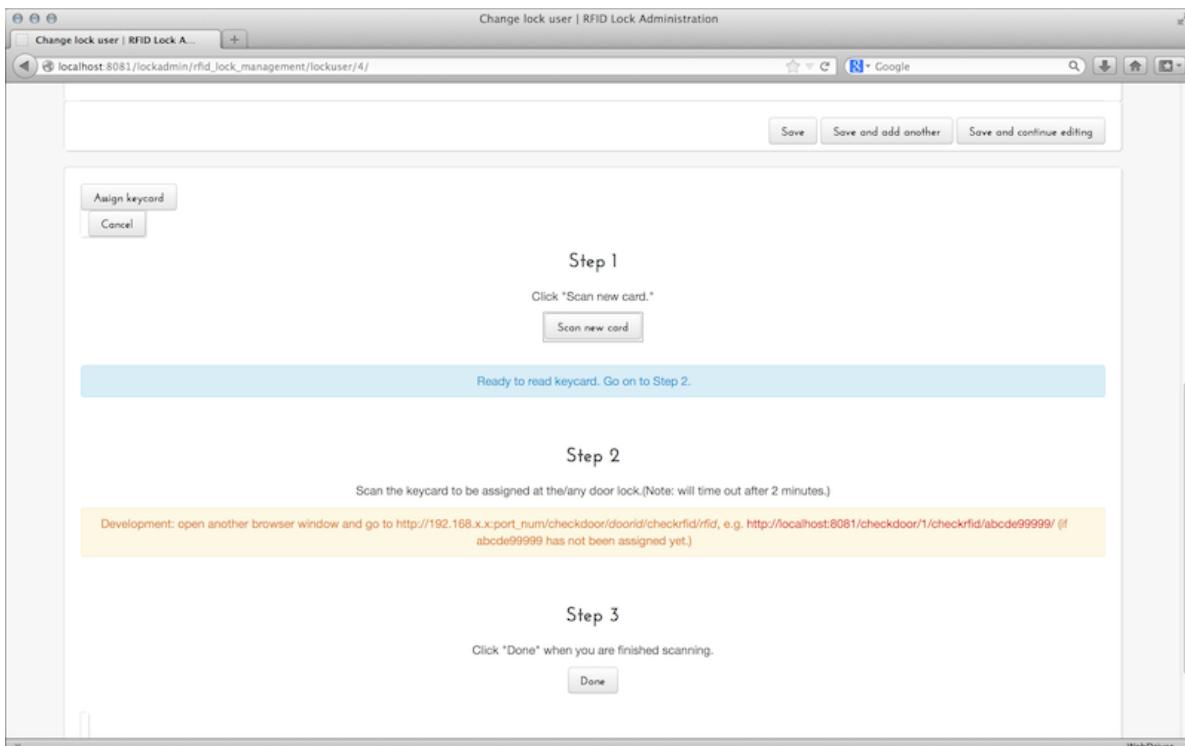 Change lock user | RFID Lock Administration
Change lock user | RFID Lock A...
localhost:8081/lockadmin/rfid_lock_management/lockuser/4/
Google
Save
Save and add another
Save and continue editing
Assign keycard
Cancel
Step 1
Click "Scan new card."
Scan new card
Ready to read keycard. Go on to Step 2.
Step 2
Scan the keycard to be assigned at the/any door lock.(Note: will time out after 2 minutes.)
Development: open another browser window and go to http://192.168.x.x:port_num/checkdoor/doorid/checkrfid/rfid, e.g. http://localhost:8081/checkdoor/1/checkrfid/abcde99999/ (if
abcde99999 has not been assigned yet.)
Step 3
Click "Done" when you are finished scanning.
Done
WebDriver